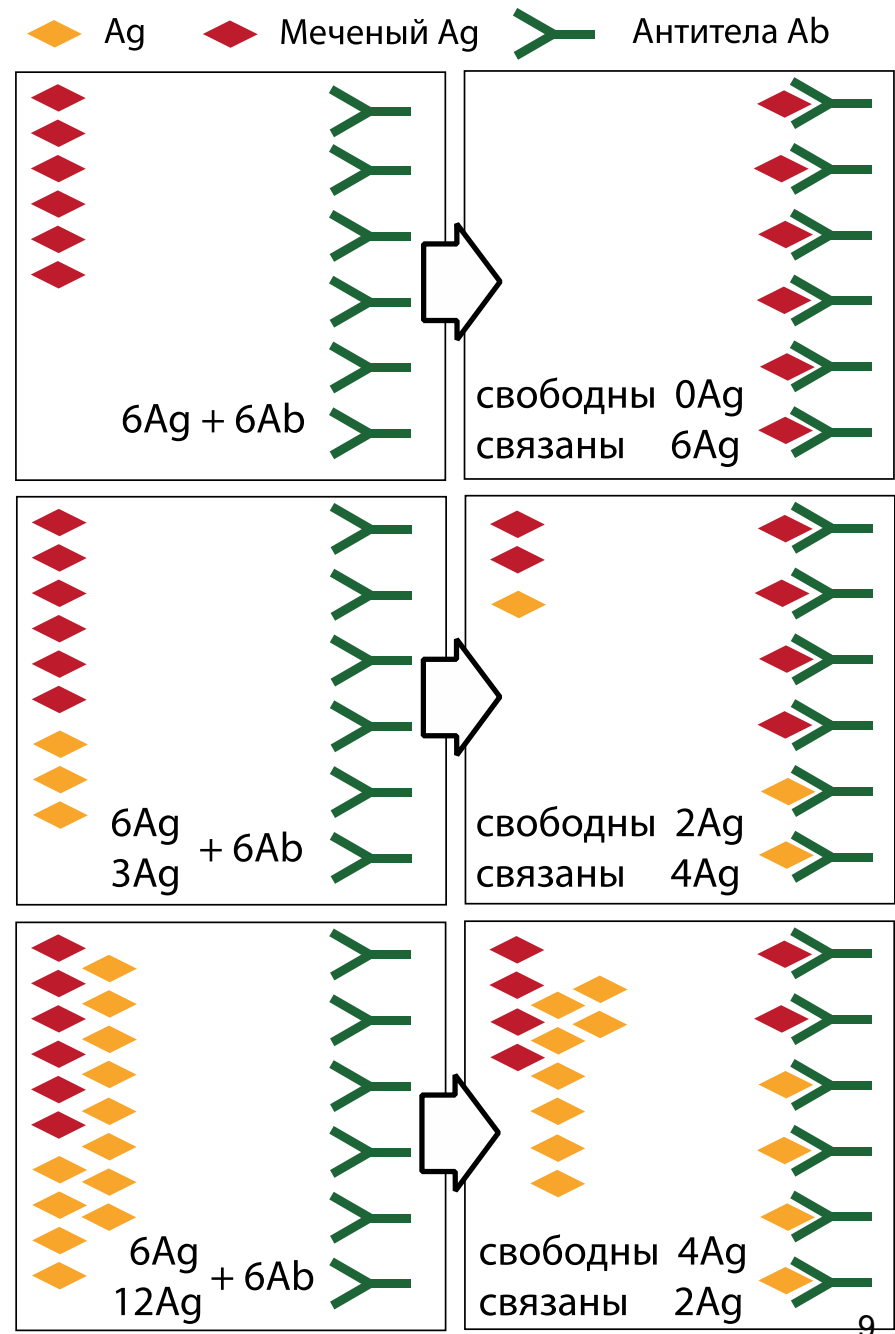 Ag Меченый Ag Антитела Ab
6Ag + 6Ab
свободны 0Ag
связаны 6Ag
6Ag
3Ag + 6Ab
свободны 2Ag
связаны 4Ag
6Ag
12Ag + 6Ab
свободны 4Ag
связаны 2Ag
9